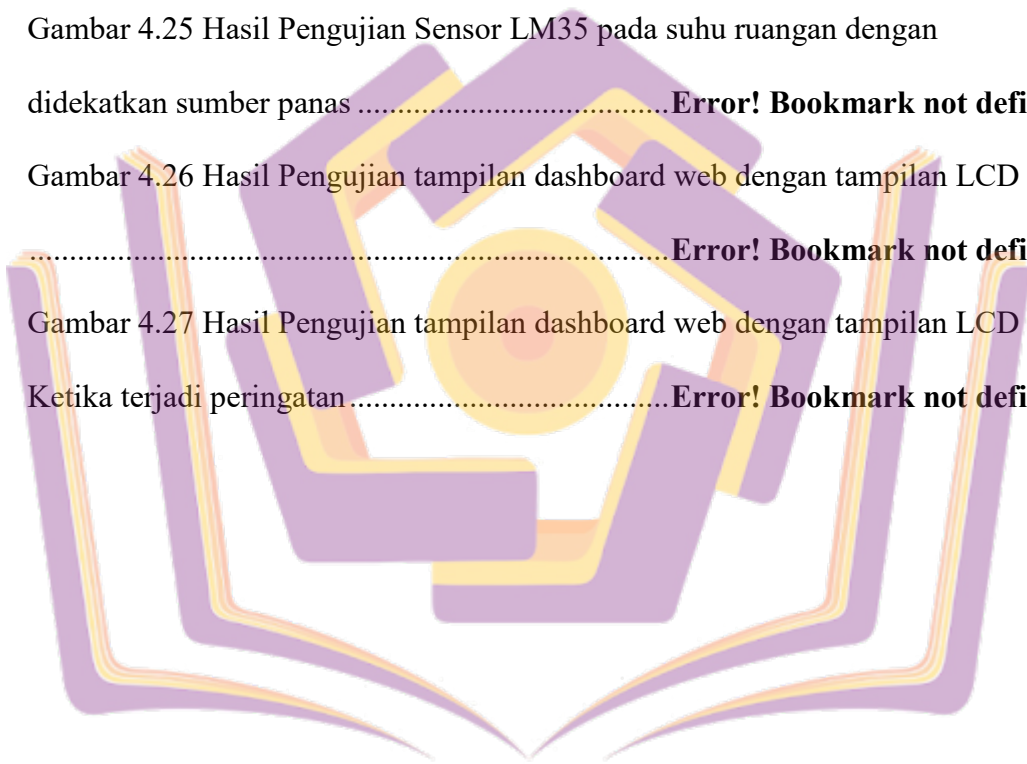 Gambar 4.25 Hasil Pengujian Sensor LM35 pada suhu ruangan dengan
didekatkan sumber panas .......................................Error! Bookmark not defi
Gambar 4.26 Hasil Pengujian tampilan dashboard web dengan tampilan LCD
................................................................................Error! Bookmark not defi
Gambar 4.27 Hasil Pengujian tampilan dashboard web dengan tampilan LCD
Ketika terjadi peringatan ........................................Error! Bookmark not defi